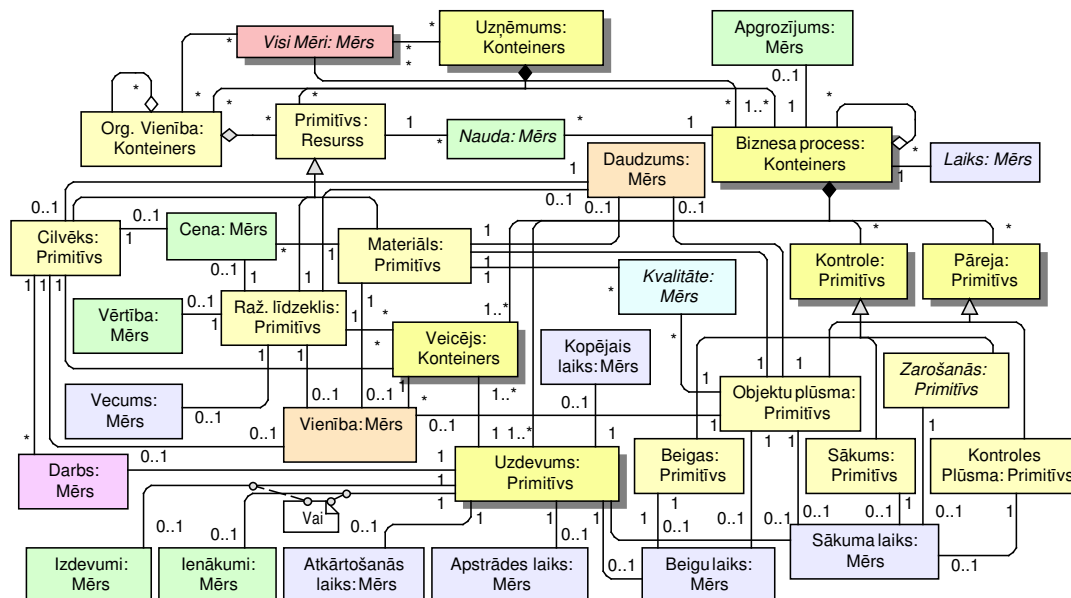 Visi Mēri: Mērs
Uzņēmums:
Konteiners
Apgrozījums:
Mērs
Org. Vienība:
Konteiners
Primitīvs :
Resurss
Nauda: Mērs
Biznesa process:
Konteiners
Laiks: Mērs
Daudzums:
Mērs
Cilvēks:
Primitīvs
Cena: Mērs
Materiāls:
Primitīvs
Kvalitāte:
Mērs
Kontrole:
Primitīvs
Pāreja:
Primitīvs
Vērtība:
Mērs
Raž. līdzeklis:
Primitīvs
Veicējs:
Konteiners
Kopējais
laiks: Mērs
Objektu plūsma:
Primitīvs
Zarošanās:
Primitīvs
Vecums:
Mērs
Vienība: Mērs
Darbs:
Mērs
Uzdevums:
Primitīvs
Beigas:
Primitīvs
Sākums:
Primitīvs
Kontroles
Plūsma: Primitīvs
Vai
Izdevumi:
Mērs
Ienākumi:
Mērs
Atkārtošanās
laiks: Mērs
Apstrādes laiks:
Mērs
Beigu laiks:
Mērs
Sākuma laiks:
Mērs